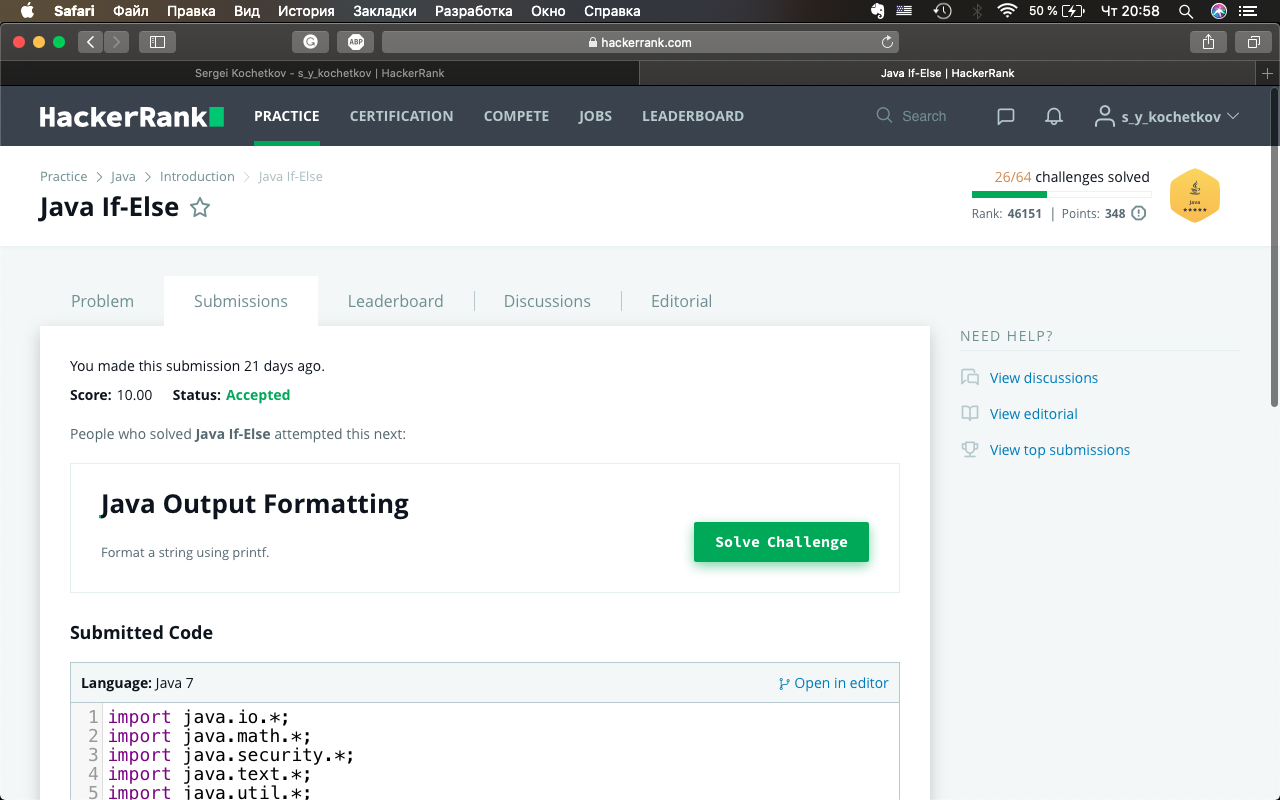 Safari Файл Правка Вид История Закладки Разработка Окно Справка 50 % Чт 20:58
ABP hackerrank.com
Sergei Kochetkov - s_y_kochetkov | HackerRank Java If-Else | HackerRank
HackerRank PRACTICE CERTIFICATION COMPETE JOBS LEADERBOARD Search s_y_kochetkov
Practice Java Introduction Java If-Else
26/64 challenges solved
Java If-Else
Rank: 46151 | Points: 348
Java
Problem Submissions Leaderboard Discussions Editorial
You made this submission 21 days ago.
Score: 10.00 Status: Accepted
People who solved Java If-Else attempted this next:
Java Output Formatting
Format a string using printf.
Solve Challenge
NEED HELP?
View discussions
View editorial
View top submissions
Submitted Code
Language: Java 7 Open in editor
1 import java.io.*;
2 import java.math.*;
3 import java.security.*;
4 import java.text.*;
5 import java.util.*;